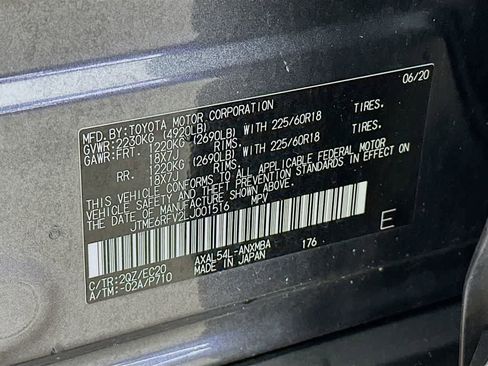 MFD.BY:TOYOTA MOTOR CORPORATION 06/20
GVWR:2230KG (4920LB)
GAWR:FRT. 1220KG (2690LB) WITH 225/60R18 TIRES.
18X7J RIMS.
RR. 1220KG (2690LB) WITH 225/60R18 TIRES.
18X7J RIMS.
THIS VEHICLE CONFORMS TO ALL APPLICABLE FEDERAL MOTOR
VEHICLE SAFETY AND THEFT PREVENTION STANDARDS IN EFFECT ON
THE DATE OF MANUFACTURE SHOWN ABOVE.
JTME6RFV2LJ001516 MPV
E
C/TR:2QZ/EC20 AXAL54L-ANXMBA 176
A/TM:-02A/P710 MADE IN JAPAN